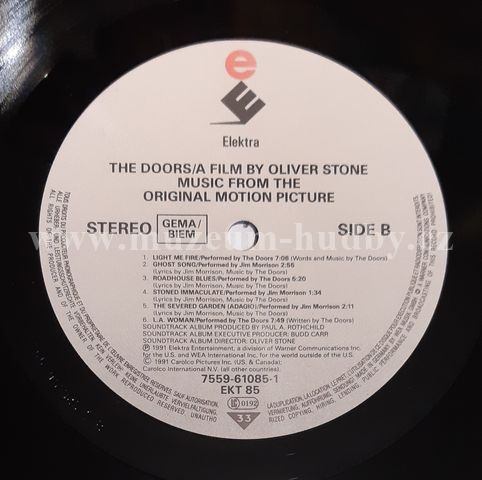 e
E
Elektra
THE DOORS/A FILM BY OLIVER STONE
MUSIC FROM THE
ORIGINAL MOTION PICTURE
STEREO GEMA/ BIEM SIDE B
www.muzeum-hudby.cz
1. LIGHT ME FIRE/Performed by The Doors 7:06 (Words and Music by The Doors)
2. GHOST SONG/Performed by Jim Morrison 2:55
(Lyrics by Jim Morrison, Music by The Doors)
3. ROADHOUSE BLUES/Performed by The Doors 5:20
(Lyrics by Jim Morrison, Music by The Doors)
4. STONED IMMACULATE/Performed by Jim Morrison 1:34
(Lyrics by Jim Morrison, Music by The Doors)
5. THE SEVERED GARDEN (ADAGIO)/Performed by Jim Morrison 2:11
(Lyrics by Jim Morrison, Music by The Doors)
6. L.A. WOMAN/Performed by The Doors 7:49 (Written by The Doors)
SOUNDTRACK ALBUM PRODUCED BY PAUL A. ROTHCHILD
SOUNDTRACK ALBUM EXECUTIVE PRODUCER: BUDD CARR
SOUNDTRACK ALBUM DIRECTOR: OLIVER STONE
℗ 1991 Elektra Entertainment, a division of Warner Communications Inc.
for the U.S. and WEA International Inc. for the world outside of the U.S.
© 1991 Carolco Pictures Inc. (US & Canada);
Carolco International N.V. (all other countries).
7559-61085-1
EKT 85
LC 0192
33